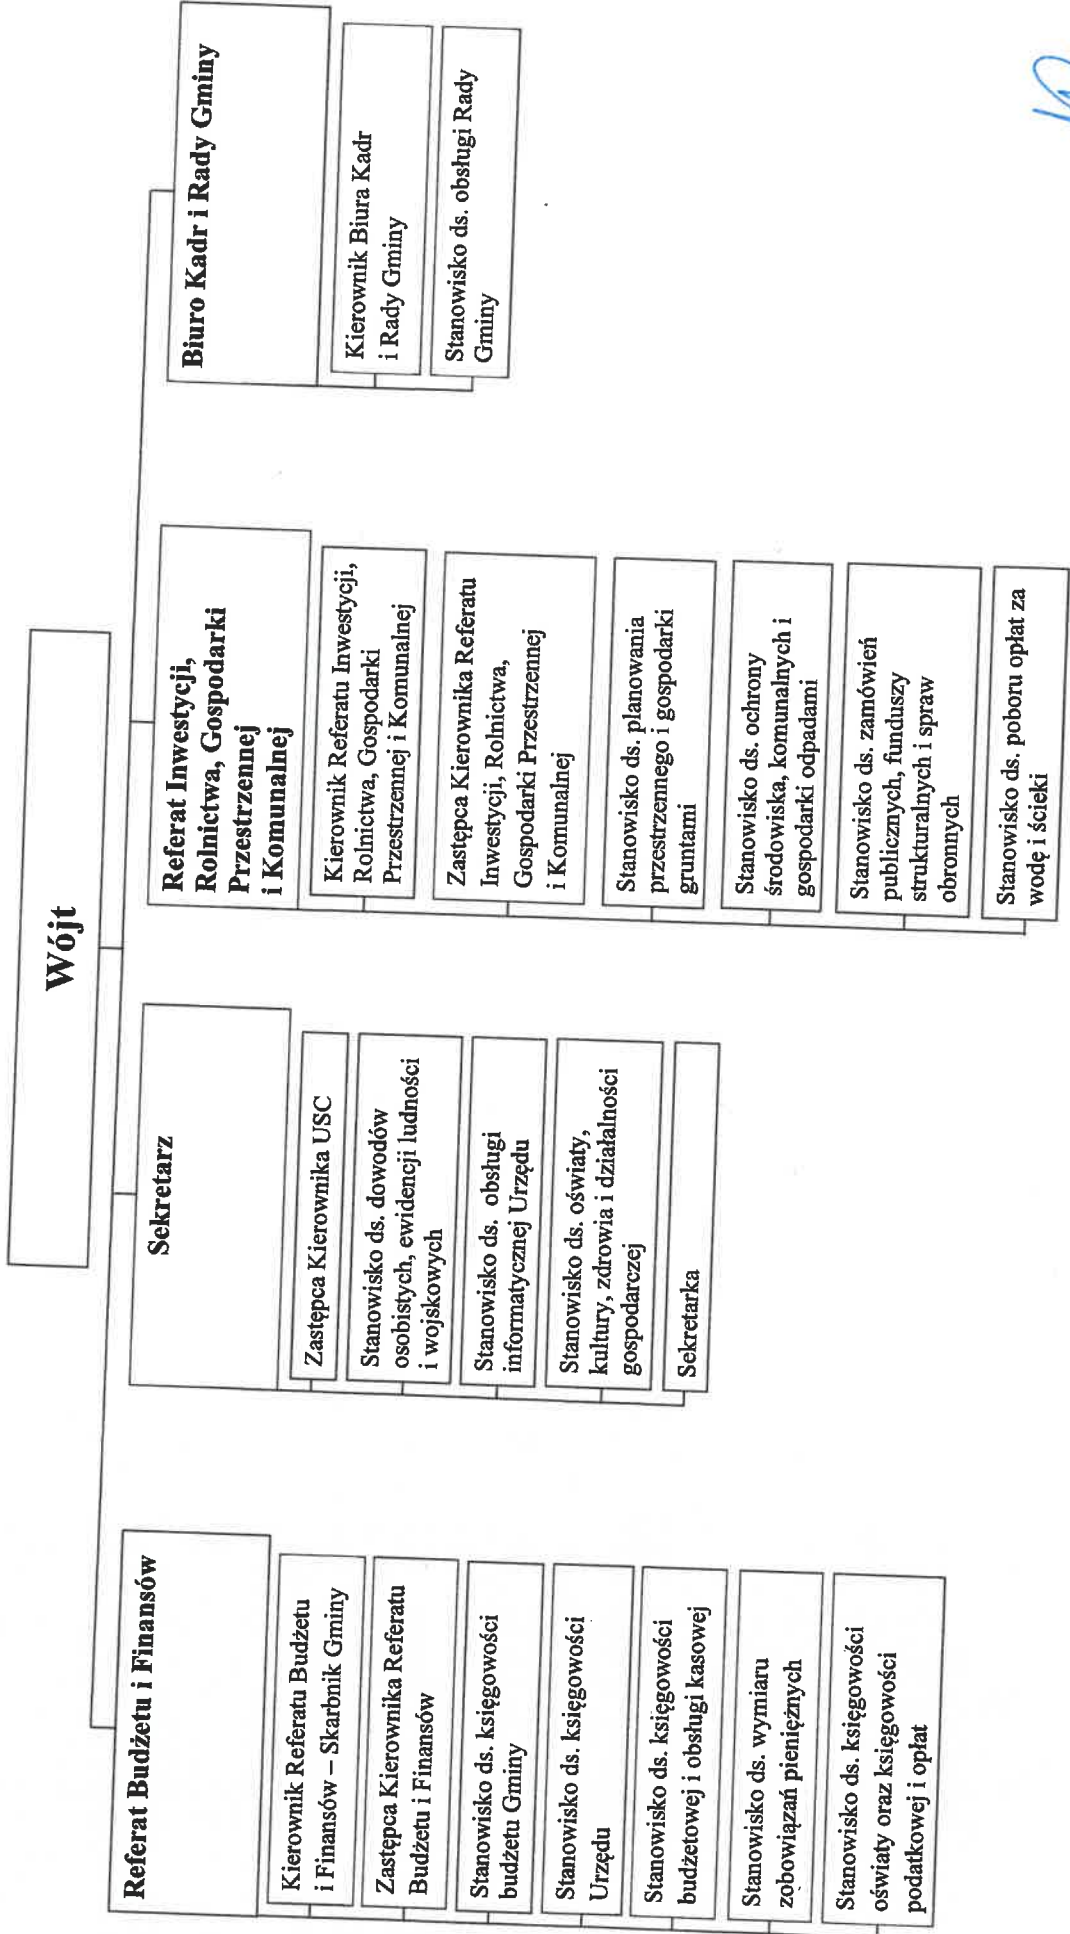 Wójt
Referat Budżetu i Finansów
Kierownik Referatu Budżetu
i Finansów – Skarbnik Gminy
Zastępca Kierownika Referatu
Budżetu i Finansów
Stanowisko ds. księgowości
budżetu Gminy
Stanowisko ds. księgowości
Urzędu
Stanowisko ds. księgowości
budżetowej i obsługi kasowej
Stanowisko ds. wymiaru
zobowiązań pieniężnych
Stanowisko ds. księgowości
oświaty oraz księgowości
podatkowej i opłat
Sekretarz
Zastępca Kierownika USC
Stanowisko ds. dowodów
osobistych, ewidencji ludności
i wojskowych
Stanowisko ds. obsługi
informatycznej Urzędu
Stanowisko ds. oświaty,
kultury, zdrowia i działalności
gospodarczej
Sekretarka
Referat Inwestycji,
Rolnictwa, Gospodarki
Przestrzennej
i Komunalnej
Kierownik Referatu Inwestycji,
Rolnictwa, Gospodarki
Przestrzennej i Komunalnej
Zastępca Kierownika Referatu
Inwestycji, Rolnictwa,
Gospodarki Przestrzennej
i Komunalnej
Stanowisko ds. planowania
przestrzennego i gospodarki
gruntami
Stanowisko ds. ochrony
środowiska, komunalnych i
gospodarki odpadami
Stanowisko ds. zamówień
publicznych, funduszy
strukturalnych i spraw
obronnych
Stanowisko ds. poboru opłat za
wodę i ścieki
Biuro Kadr i Rady Gminy
Kierownik Biura Kadr
i Rady Gminy
Stanowisko ds. obsługi Rady
Gminy